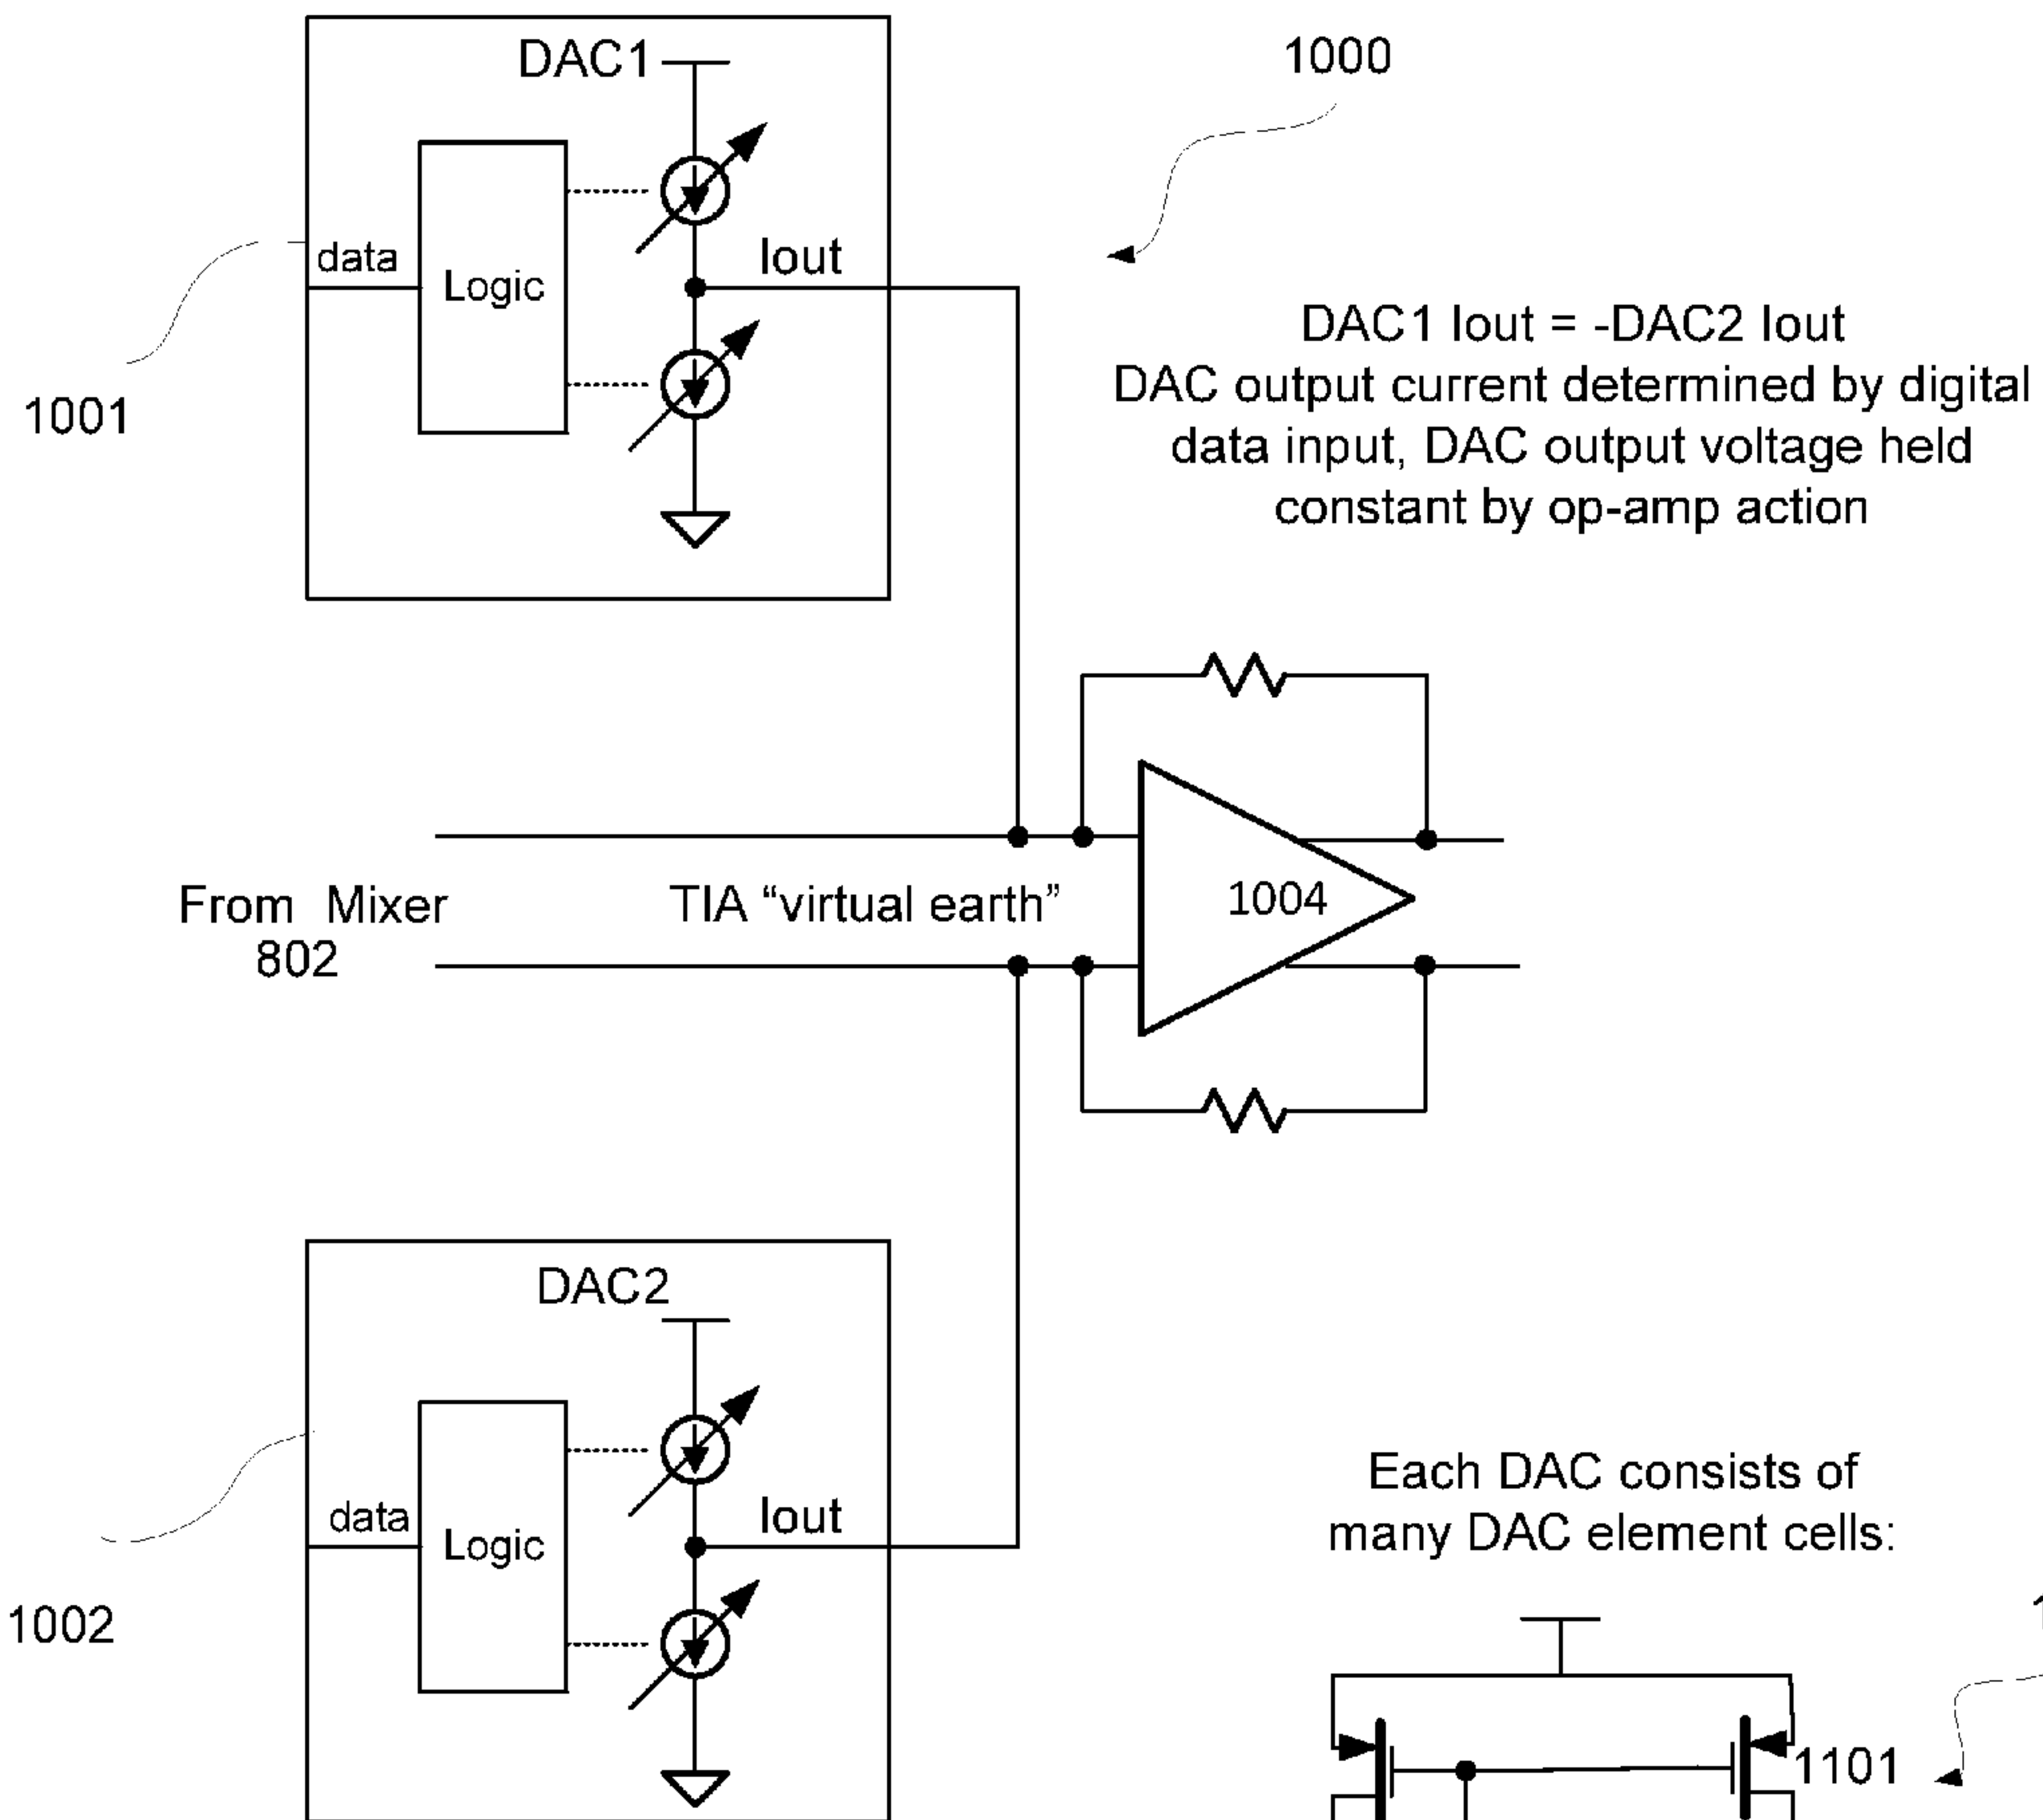 DAC1
1000
data
Logic
Iout
1001
DAC1 Iout = -DAC2 Iout
DAC output current determined by digital
data input, DAC output voltage held
constant by op-amp action
From Mixer
802
TIA “virtual earth”
1004
DAC2
data
Logic
Iout
1002
Each DAC consists of
many DAC element cells:
1101